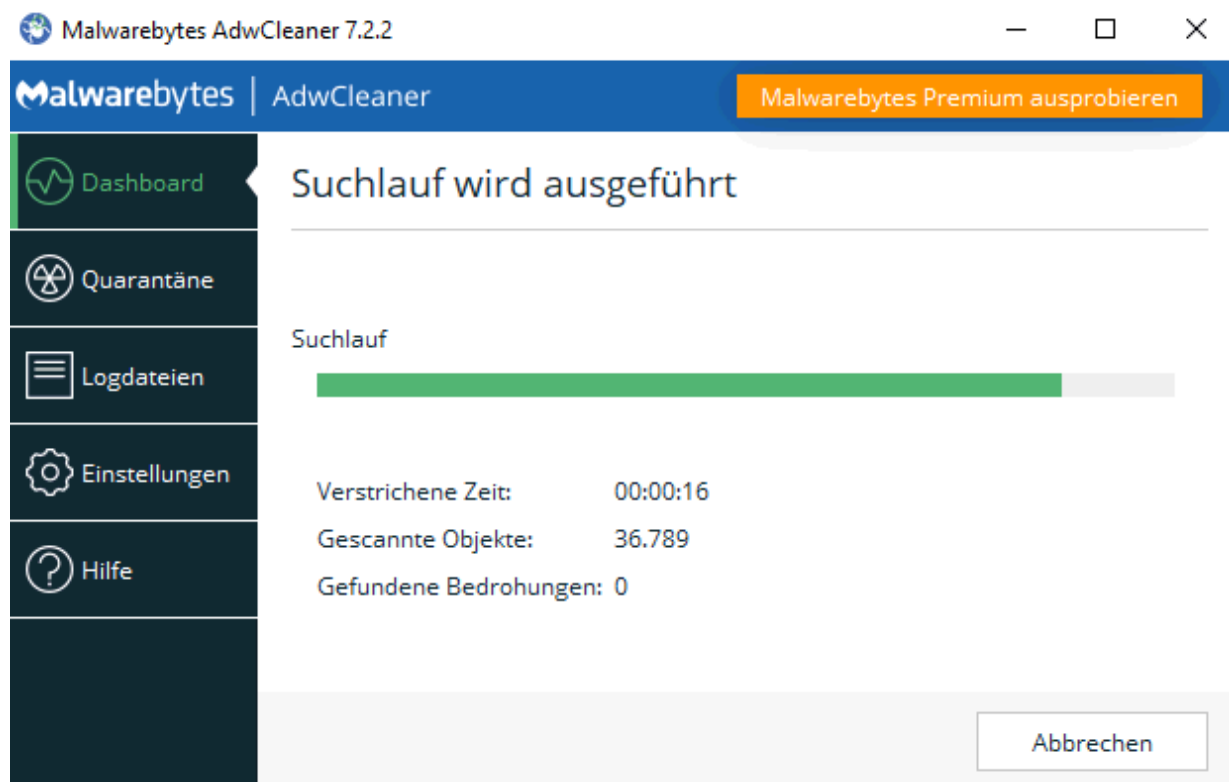 Malwarebytes AdwCleaner 7.2.2
Malwarebytes | AdwCleaner
Malwarebytes Premium ausprobieren
Dashboard
Quarantäne
Logdateien
Einstellungen
Hilfe
Suchlauf wird ausgeführt
Suchlauf
Verstrichene Zeit: 00:00:16
Gescannte Objekte: 36.789
Gefundene Bedrohungen: 0
Abbrechen